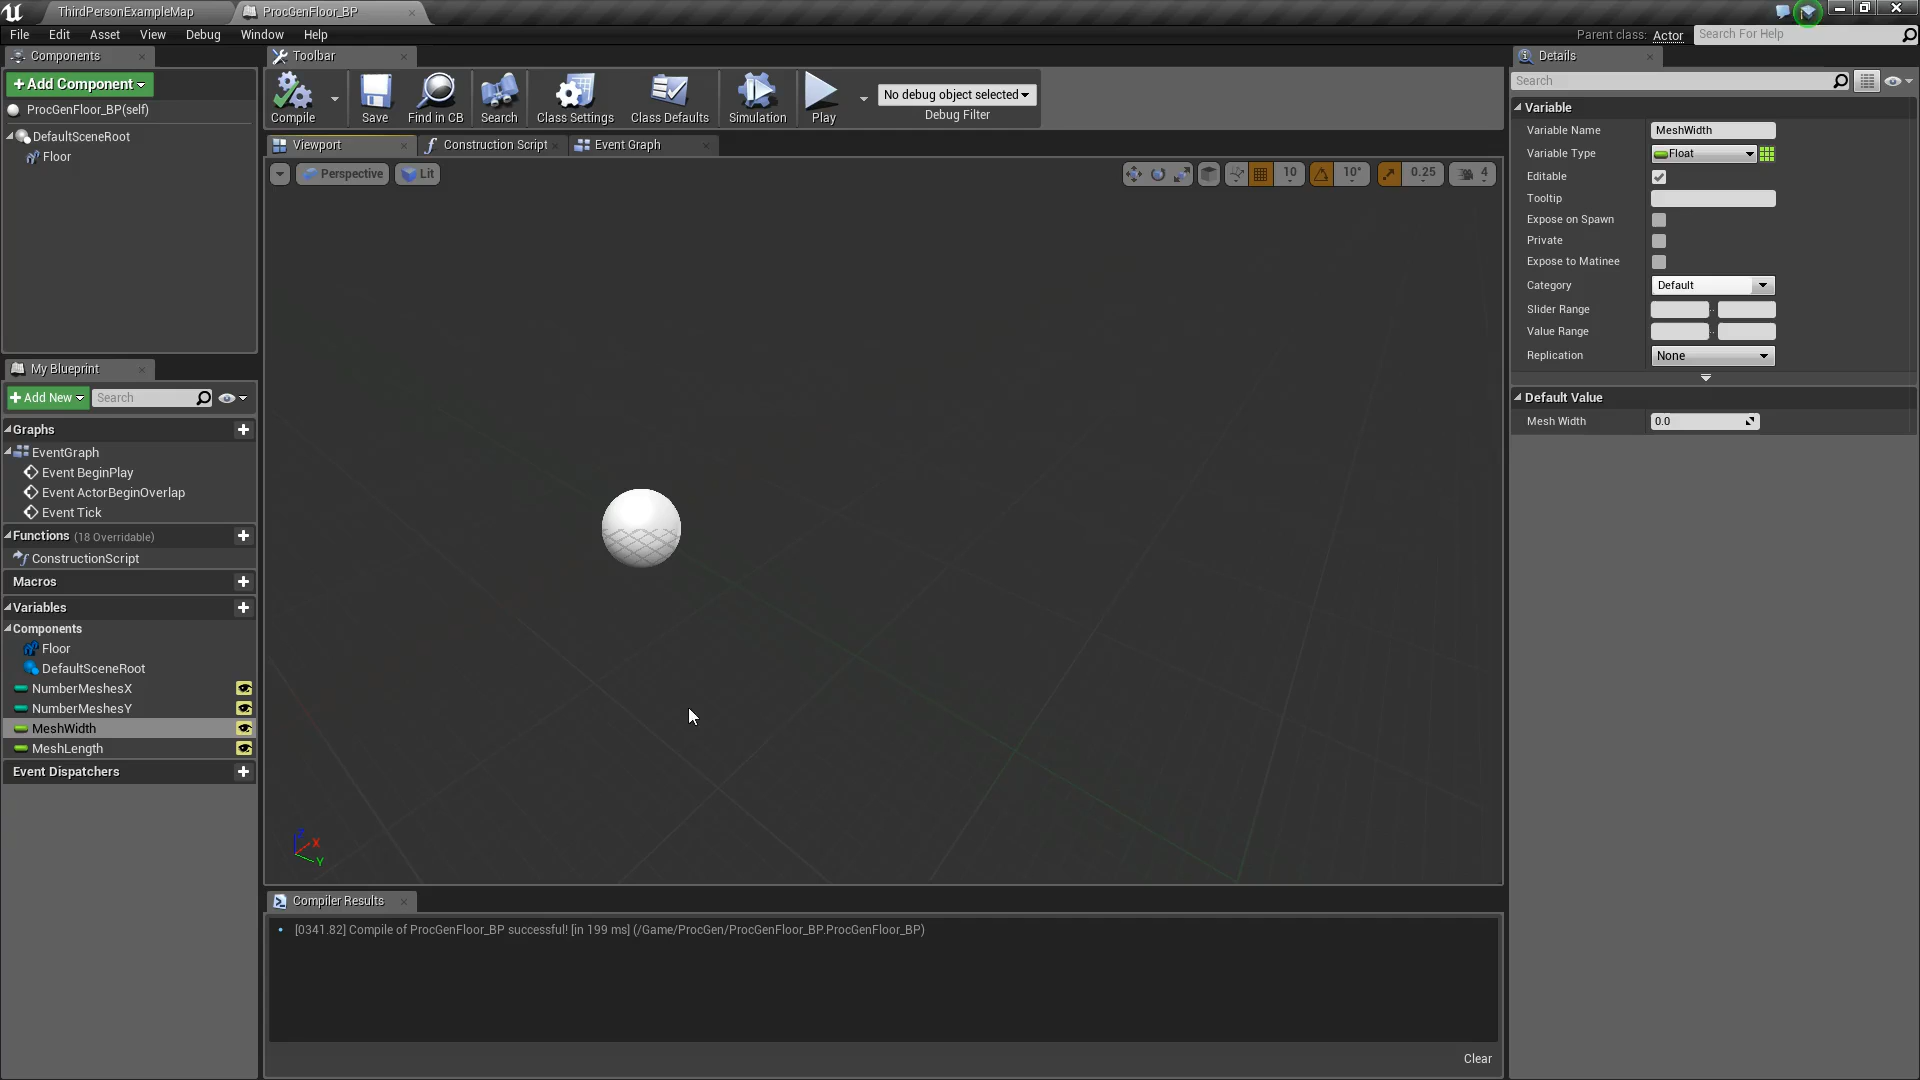 ThirdPersonExampleMap
ProcGenFloor_BP
File Edit Asset View Debug Window Help
Parent class: Actor
Search For Help
Components
+ Add Component
ProcGenFloor_BP(self)
DefaultSceneRoot
Floor
Toolbar
Compile
Save
Find in CB
Search
Class Settings
Class Defaults
Simulation
Play
No debug object selected
Debug Filter
Viewport
Construction Script
Event Graph
Perspective
Lit
10
10°
0.25
4
My Blueprint
+ Add New
Search
Graphs
EventGraph
Event BeginPlay
Event ActorBeginOverlap
Event Tick
Functions (18 Overridable)
ConstructionScript
Macros
Variables
Components
Floor
DefaultSceneRoot
NumberMeshesX
NumberMeshesY
MeshWidth
MeshLength
Event Dispatchers
Z
X
Y
Compiler Results
[0341.82] Compile of ProcGenFloor_BP successful! [in 199 ms] (/Game/ProcGen/ProcGenFloor_BP.ProcGenFloor_BP)
Clear
Details
Search
Variable
Variable Name MeshWidth
Variable Type Float
Editable
Tooltip
Expose on Spawn
Private
Expose to Matinee
Category Default
Slider Range
Value Range
Replication None
Default Value
Mesh Width 0.0